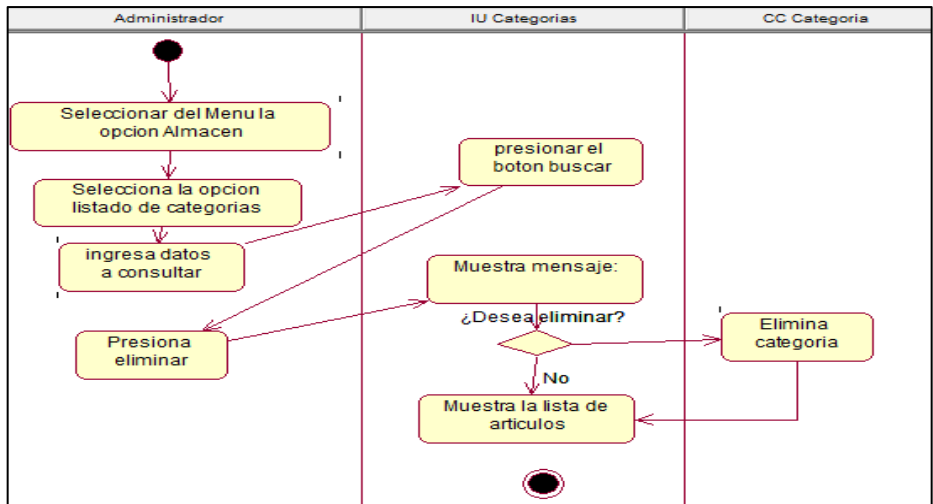 Administrador
IU Categorias
CC Categoria
Seleccionar del Menu la
opcion Almacen
presionar el
boton buscar
Selecciona la opcion
listado de categorias
ingresa datos
a consultar
Muestra mensaje:
¿Desea eliminar?
Elimina
categoria
Presiona
eliminar
No
Muestra la lista de
articulos